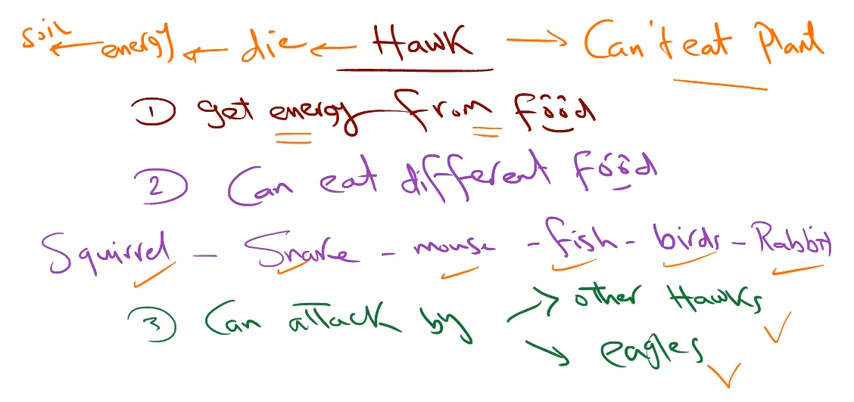 soil ← energy ← die ← Hawk → Can't eat Plant
① get energy from food
② Can eat different food
Squirrel - Snake - mouse - fish - birds - Rabbit
③ Can attack by → other Hawks
→ eagles